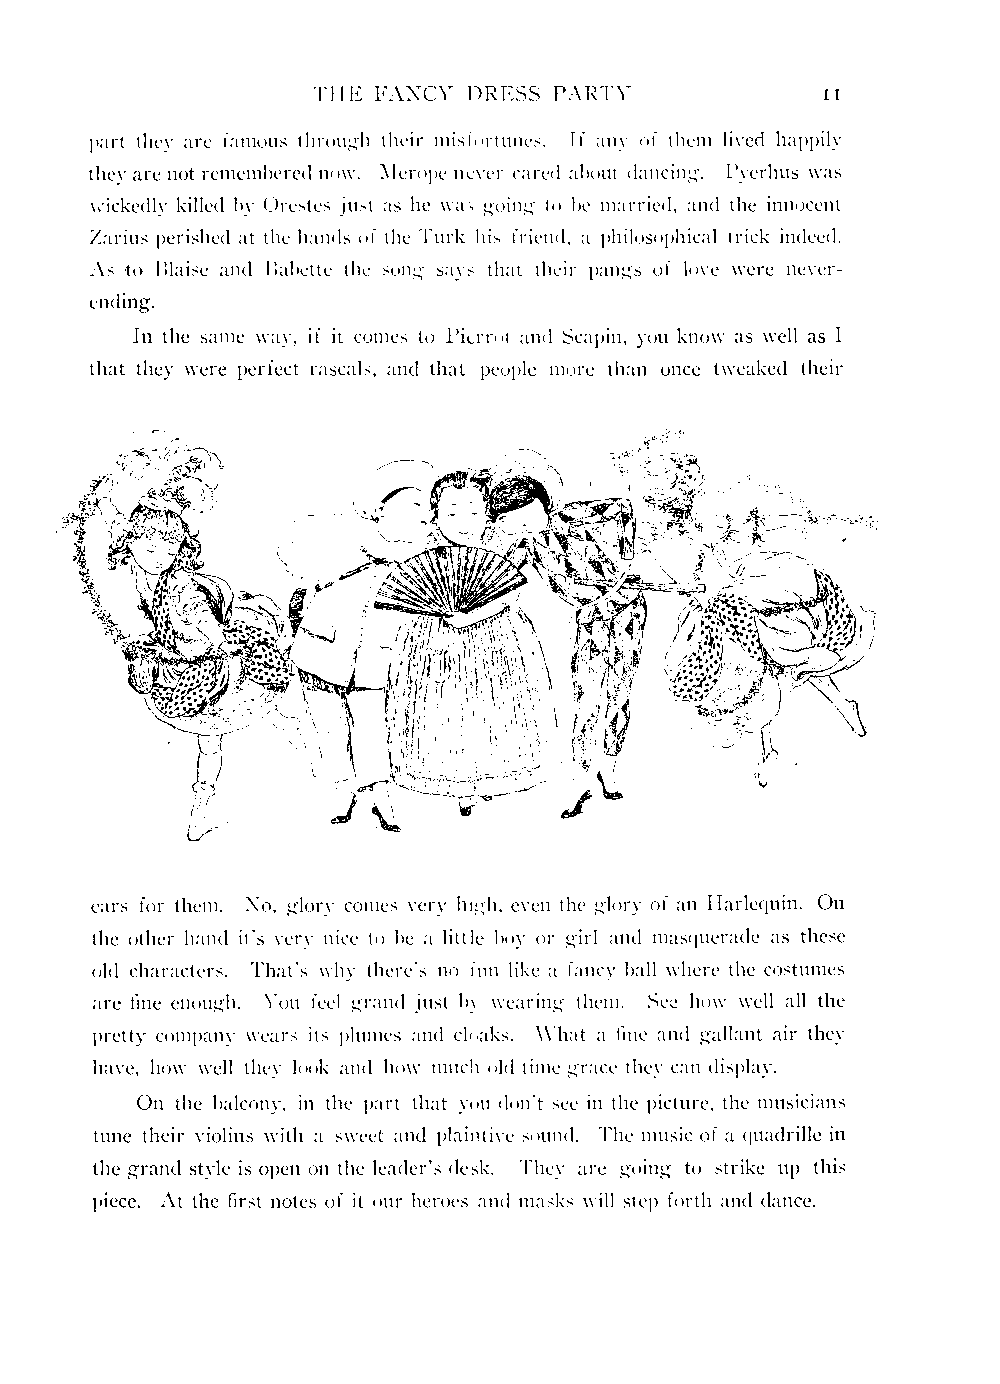 THE FANCY DRESS PARTY 11
part they are famous through their misfortunes. If any of them lived happily
they are not remembered now. Merope never cared about dancing. Pyerhus was
wickedly killed by Orestes just as he was going to be married, and the innocent
Zarius perished at the hands of the Turk his friend, a philosophical trick indeed.
As to Blaise and Babette the song says that their pangs of love were never-
ending.
In the same way, if it comes to Pierrot and Scapin, you know as well as I
that they were perfect rascals, and that people more than once tweaked their
ears for them. No, glory comes very high, even the glory of an Harlequin. On
the other hand it's very nice to be a little boy or girl and masquerade as these
old characters. That's why there's no fun like a fancy ball where the costumes
are fine enough. You feel grand just by wearing them. See how well all the
pretty company wears its plumes and cloaks. What a fine and gallant air they
have, how well they look and how much old time grace they can display.
On the balcony, in the part that you don't see in the picture, the musicians
tune their violins with a sweet and plaintive sound. The music of a quadrille in
the grand style is open on the leader's desk. They are going to strike up this
piece. At the first notes of it our heroes and masks will step forth and dance.